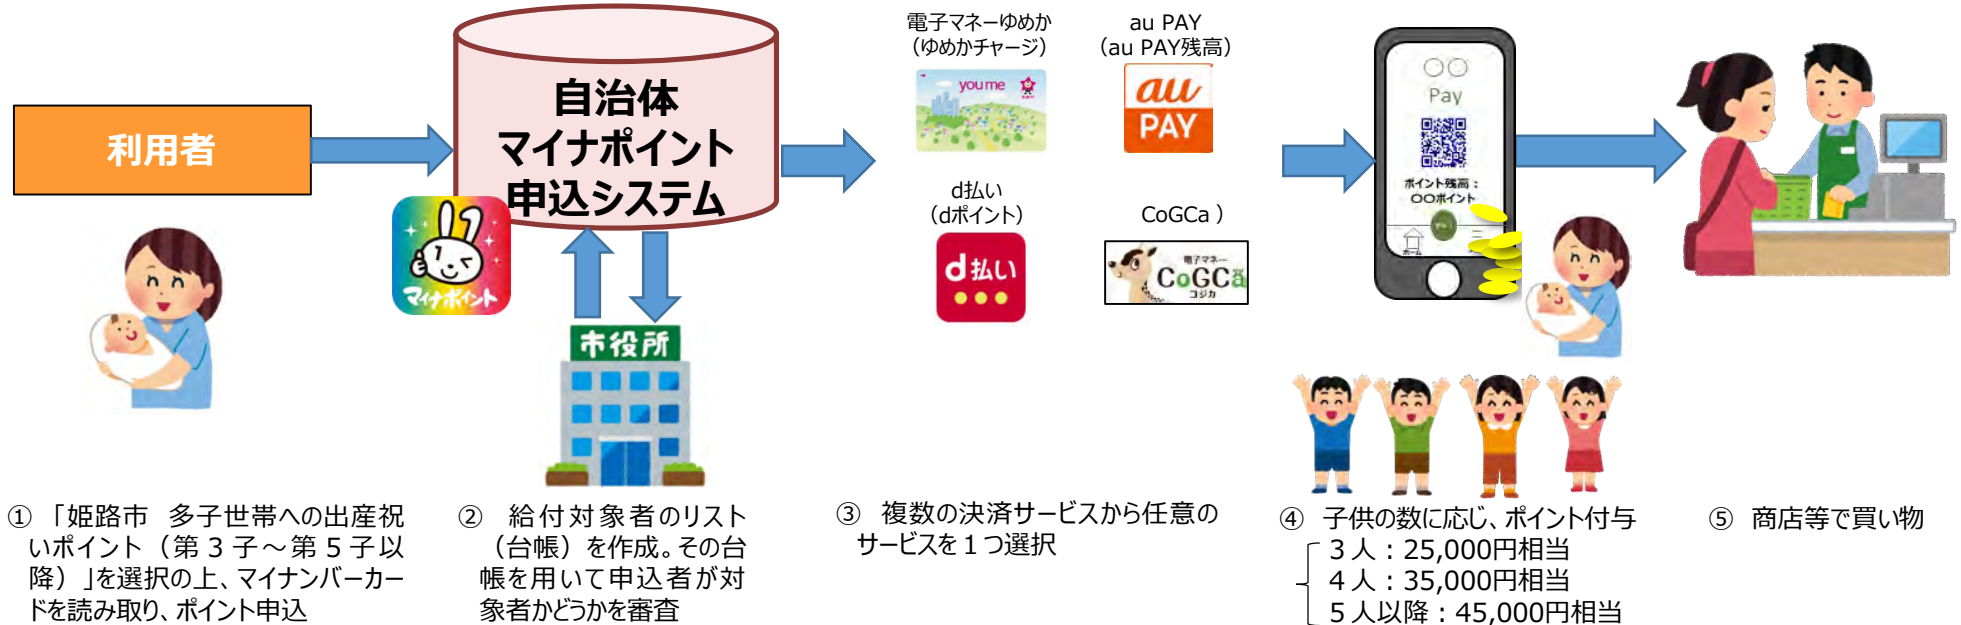 利用者
自治体
マイナポイント
申込システム
マイナポイント
市役所
電子マネーゆめか
(ゆめかチャージ)
youme
au PAY
(au PAY残高)
au
PAY
d払い
(dポイント)
d払い
CoGCa )
電子マネー
CoGCa
コジカ
Pay
ポイント残高:
〇〇ポイント
ホーム
① 「姫路市 多子世帯への出産祝
いポイント(第3子~第5子以
降)」を選択の上、マイナンバーカー
ドを読み取り、ポイント申込
② 給付対象者のリスト
(台帳)を作成。その台
帳を用いて申込者が対
象者かどうかを審査
③ 複数の決済サービスから任意の
サービスを1つ選択
④ 子供の数に応じ、ポイント付与
3人:25,000円相当
4人:35,000円相当
5人以降:45,000円相当
⑤ 商店等で買い物